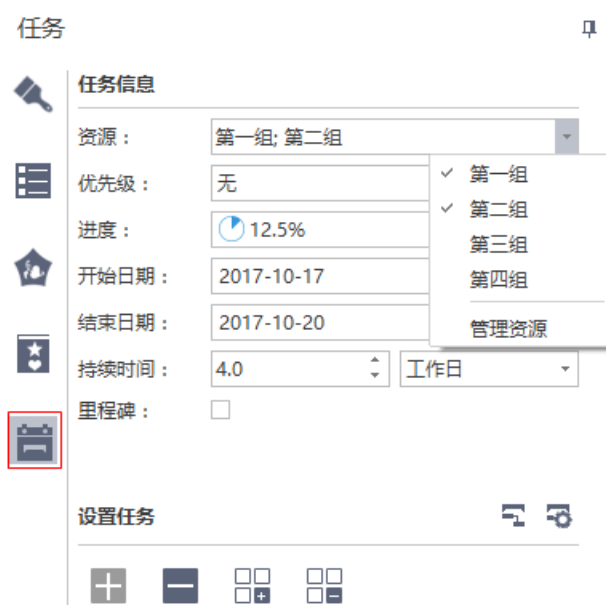 任务
任务信息
资源： 第一组; 第二组
优先级： 无
第一组
第二组
第三组
第四组
管理资源
进度： 12.5%
开始日期： 2017-10-17
结束日期： 2017-10-20
持续时间： 4.0 工作日
里程碑：
设置任务